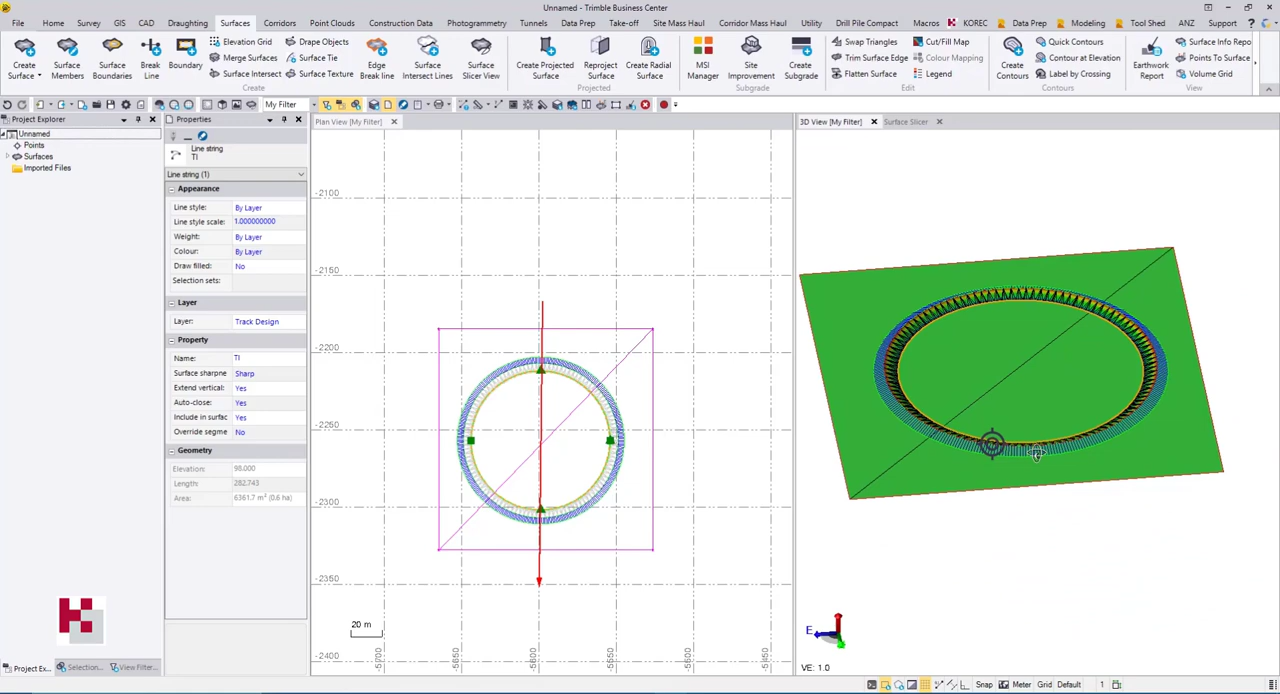 Unnamed - Trimble Business Center
File Home Survey GIS CAD Draughting Surfaces Corridors Point Clouds Construction Data Photogrammetry Tunnels Data Prep Take-off Site Mass Haul Corridor Mass Haul Utility Drill Pile Compact Macros KOREC Data Prep Modeling Tool Shed ANZ Support
Create Surface
Surface Members
Surface Boundaries
Break Line
Boundary
Elevation Grid
Merge Surfaces
Surface Intersect
Drape Objects
Surface Tie
Surface Texture
Edge Break line
Surface Intersect Lines
Surface Slicer View
Create Projected Surface
Reproject Surface
Create Radial Surface
MSI Manager
Site Improvement
Create Subgrade
Swap Triangles
Trim Surface Edge
Flatten Surface
Cut/Fill Map
Colour Mapping
Legend
Create Contours
Quick Contours
Contours at Elevation
Label by Crossing
Earthwork Report
Surface Info Repo
Points To Surface
Volume Grid
Create Projected Subgrade Edit Contours View
My Filter
Project Explorer
Unnamed
Points
Surfaces
Imported Files
Properties
Line string
TI
Line string (1)
Appearance
Line style: By Layer
Line style scale: 1.000000000
Weight: By Layer
Colour: By Layer
Draw filled: No
Selection sets:
Layer
Layer: Track Design
Property
Name: TI
Surface sharpne Sharp
Extend vertical: Yes
Auto-close: Yes
Include in surfac Yes
Override segme No
Geometry
Elevation: 98.000
Length: 282.743
Area: 6361.7 m² (0.6 ha)
Plan View [My Filter]
-2100
-2150
-2200
-2250
-2300
-2350
-2400
20 m
3D View [My Filter] Surface Slicer
E
VE: 1.0
Project Ex... Selection... View Filter...
Snap Meter Grid Default 1